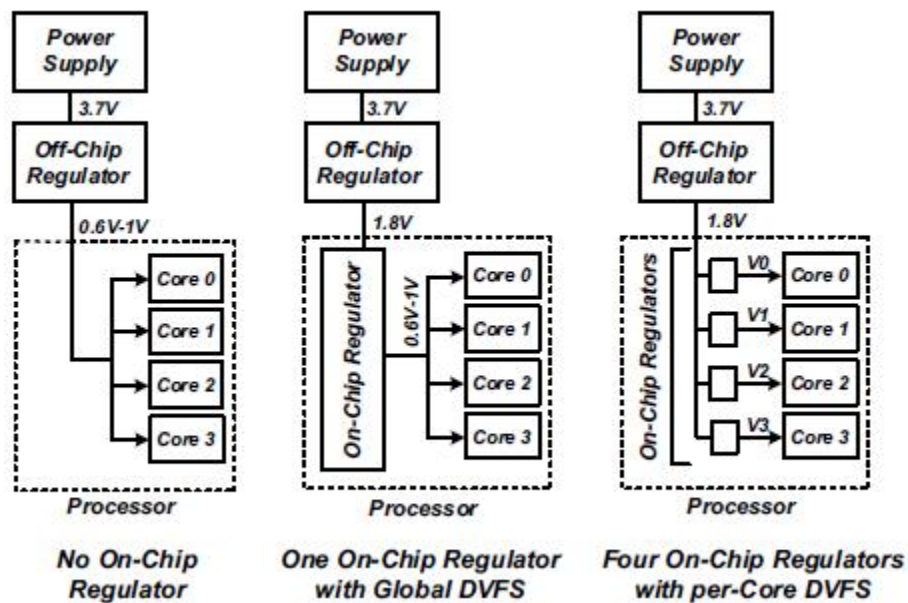 Power
Supply
3.7V
Off-Chip
Regulator
0.6V-1V
Core 0
Core 1
Core 2
Core 3
Processor
No On-Chip
Regulator
Power
Supply
3.7V
Off-Chip
Regulator
1.8V
On-Chip Regulator
0.6V-1V
Core 0
Core 1
Core 2
Core 3
Processor
One On-Chip Regulator
with Global DVFS
Power
Supply
3.7V
Off-Chip
Regulator
1.8V
On-Chip Regulators
V0
Core 0
V1
Core 1
V2
Core 2
V3
Core 3
Processor
Four On-Chip Regulators
with per-Core DVFS